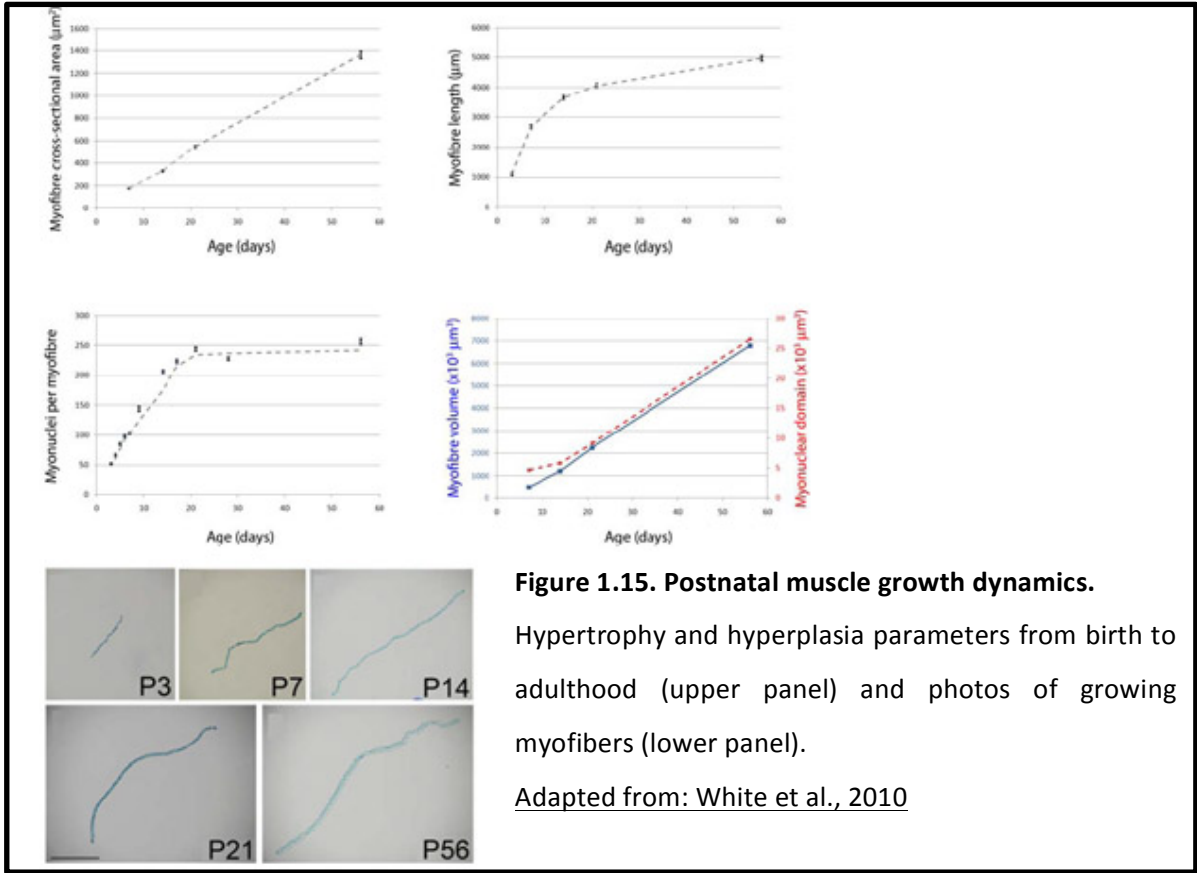 Myofibre cross-sectional area (µm²)
1600
1400
1200
1000
800
600
400
200
0
0 10 20 30 40 50 60
Age (days)
Myofibre length (µm)
6000
5000
4000
3000
2000
1000
0
0 10 20 30 40 50 60
Age (days)
Myonuclei per myofibre
300
250
200
150
100
50
0
0 10 20 30 40 50 60
Age (days)
Myofibre volume (x10³ µm³)
8000
7000
6000
5000
4000
3000
2000
1000
0
0 10 20 30 40 50 60
Age (days)
Myonuclear domain (x10³ µm³)
30
25
20
15
10
5
0
P3
P7
P14
P21
P56
Figure 1.15. Postnatal muscle growth dynamics.
Hypertrophy and hyperplasia parameters from birth to
adulthood (upper panel) and photos of growing
myofibers (lower panel).
Adapted from: White et al., 2010